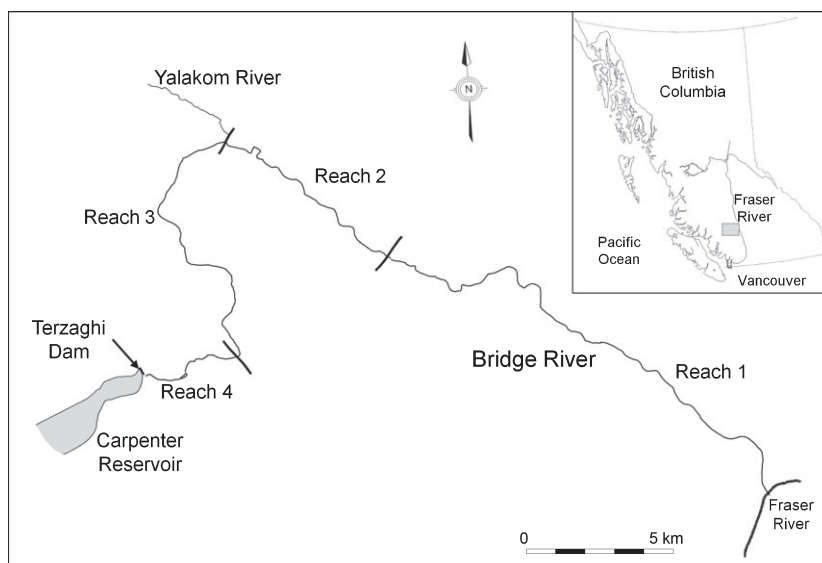 Yalakom River
N
Reach 2
Reach 3
Terzaghi
Dam
Reach 4
Carpenter
Reservoir
Bridge River
Reach 1
Fraser
River
0
5 km
British
Columbia
Fraser
River
Pacific
Ocean
Vancouver